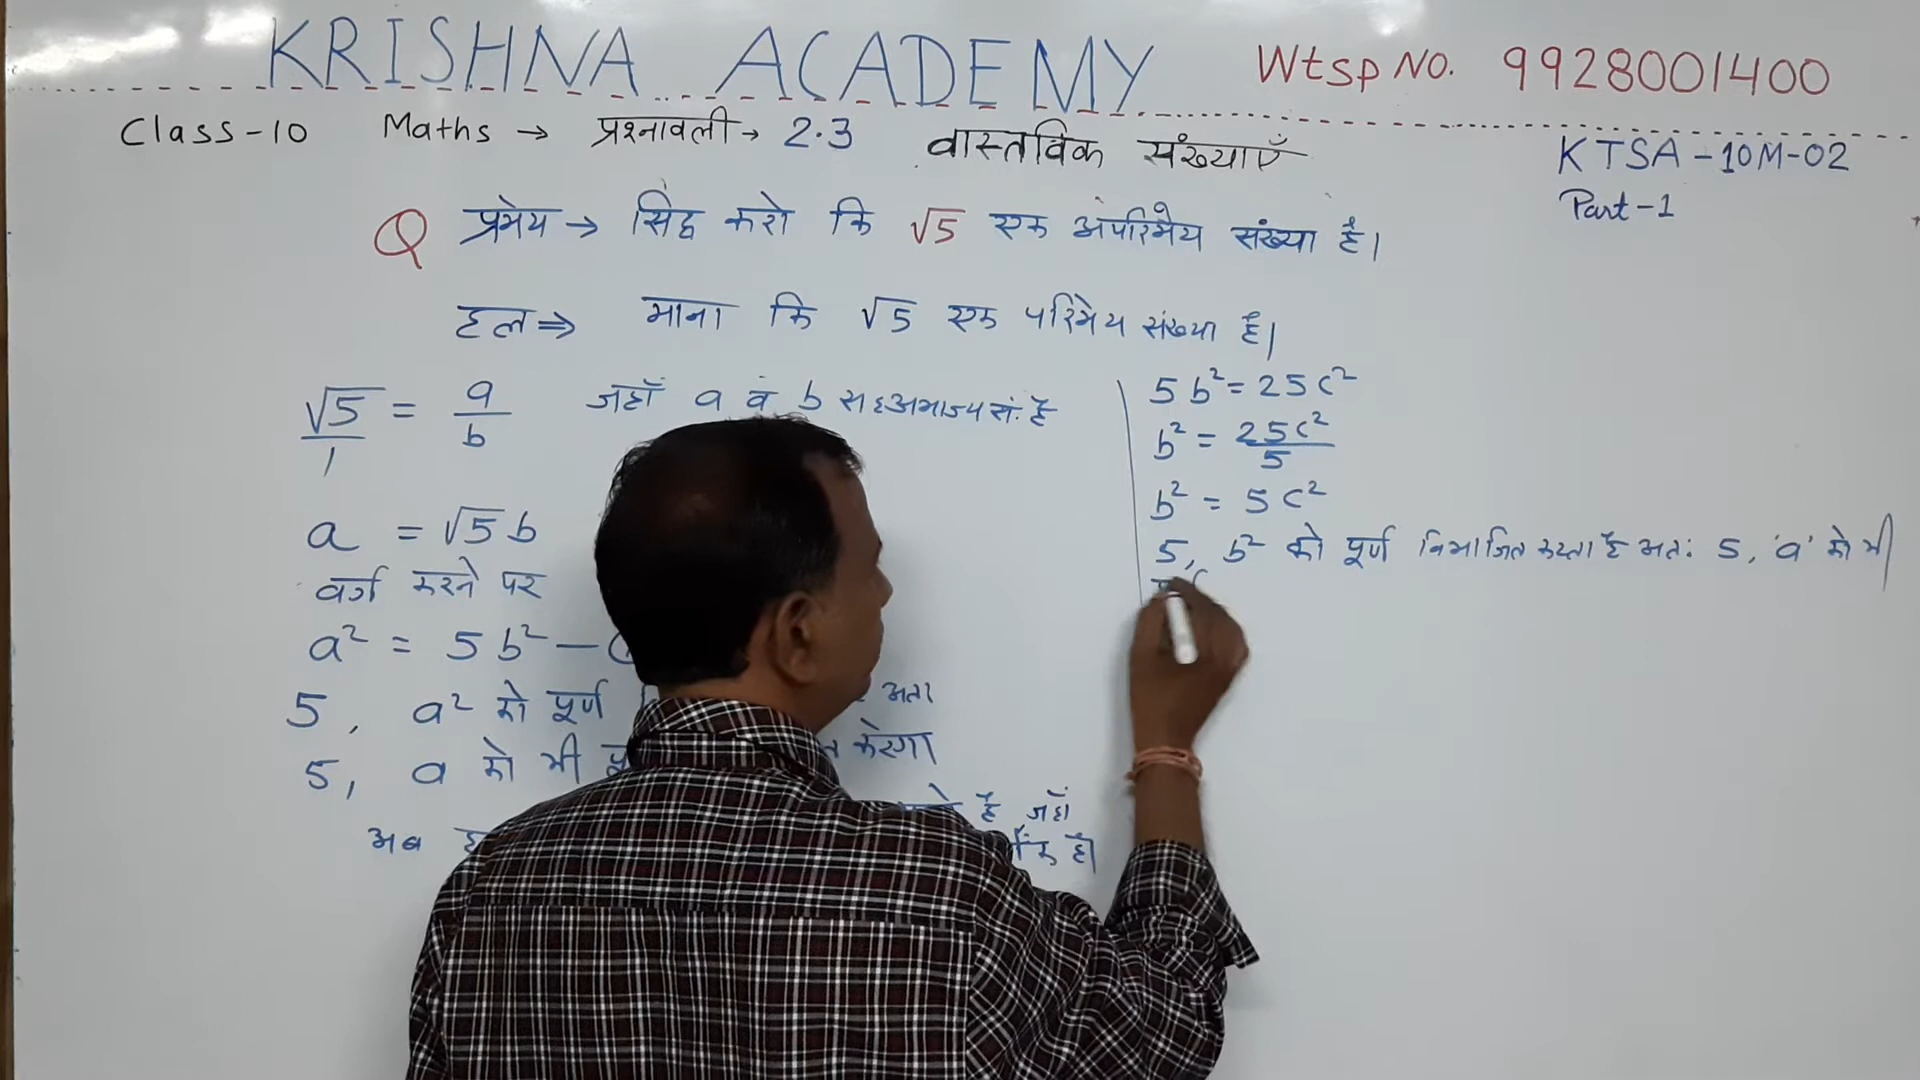 KRISHNA ACADEMY
Wtsp NO. 9928001400
Class-10 Maths → प्रश्नावली → 2.3 वास्तविक संख्याएँ
KTSA-10M-02
Part-1
Q प्रमेय → सिद्ध करो कि √5 एक अपरिमेय संख्या है।
हल ⇒ माना कि √5 एक परिमेय संख्या है।
√5/1 = a/b जहाँ a व b सहअभाज्य सं. है
a = √5 b
वर्ग करने पर
a² = 5b² —
5, a² को पूर्ण अतः
5, a को भी करेगा
है जहाँ
अब है।
5b² = 25c²
b² = 25c²/5
b² = 5c²
5, b² को पूर्ण विभाजित करता है अतः 5, 'a' को भी